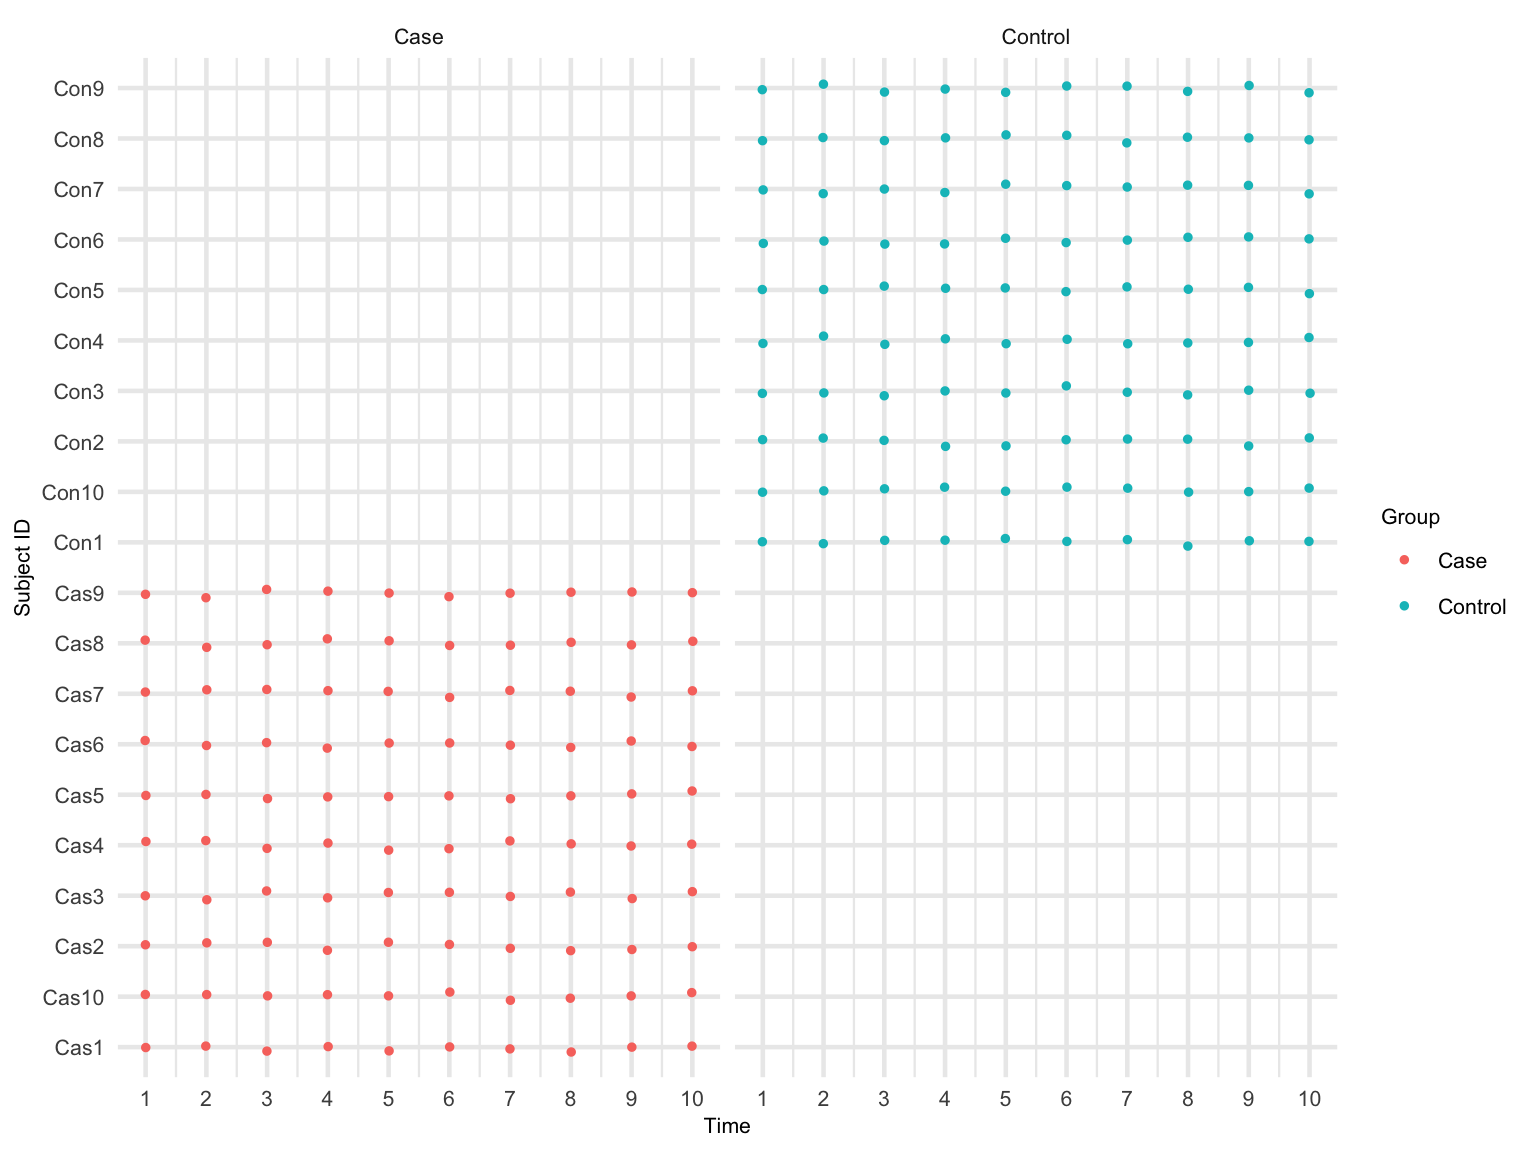 Case Control
Con9
Con8
Con7
Con6
Con5
Con4
Con3
Con2
Con10
Con1
Cas9
Cas8
Cas7
Cas6
Cas5
Cas4
Cas3
Cas2
Cas10
Cas1
Subject ID
1 2 3 4 5 6 7 8 9 10 1 2 3 4 5 6 7 8 9 10
Time
Group
Case
Control